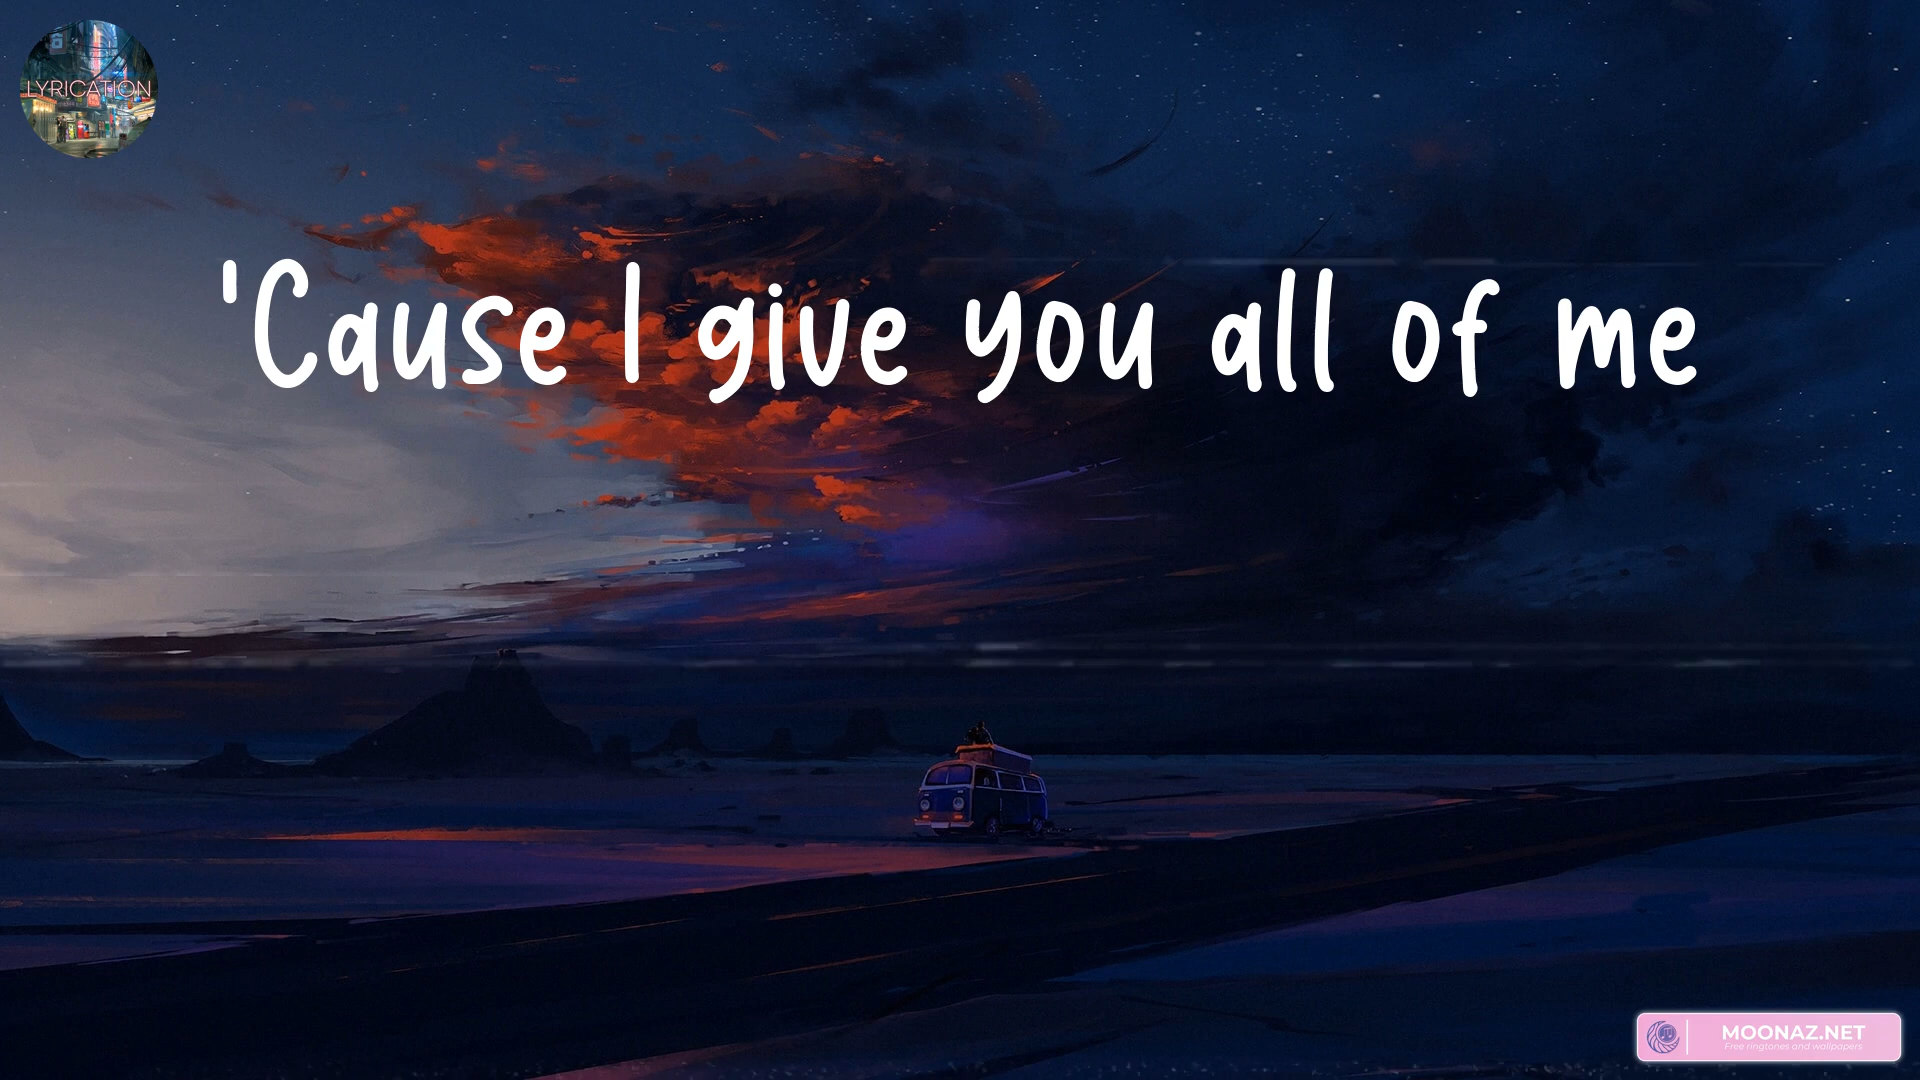 LYRICATION
'Cause I give you all of me
MOONAZ.NET
Free ringtones and wallpapers